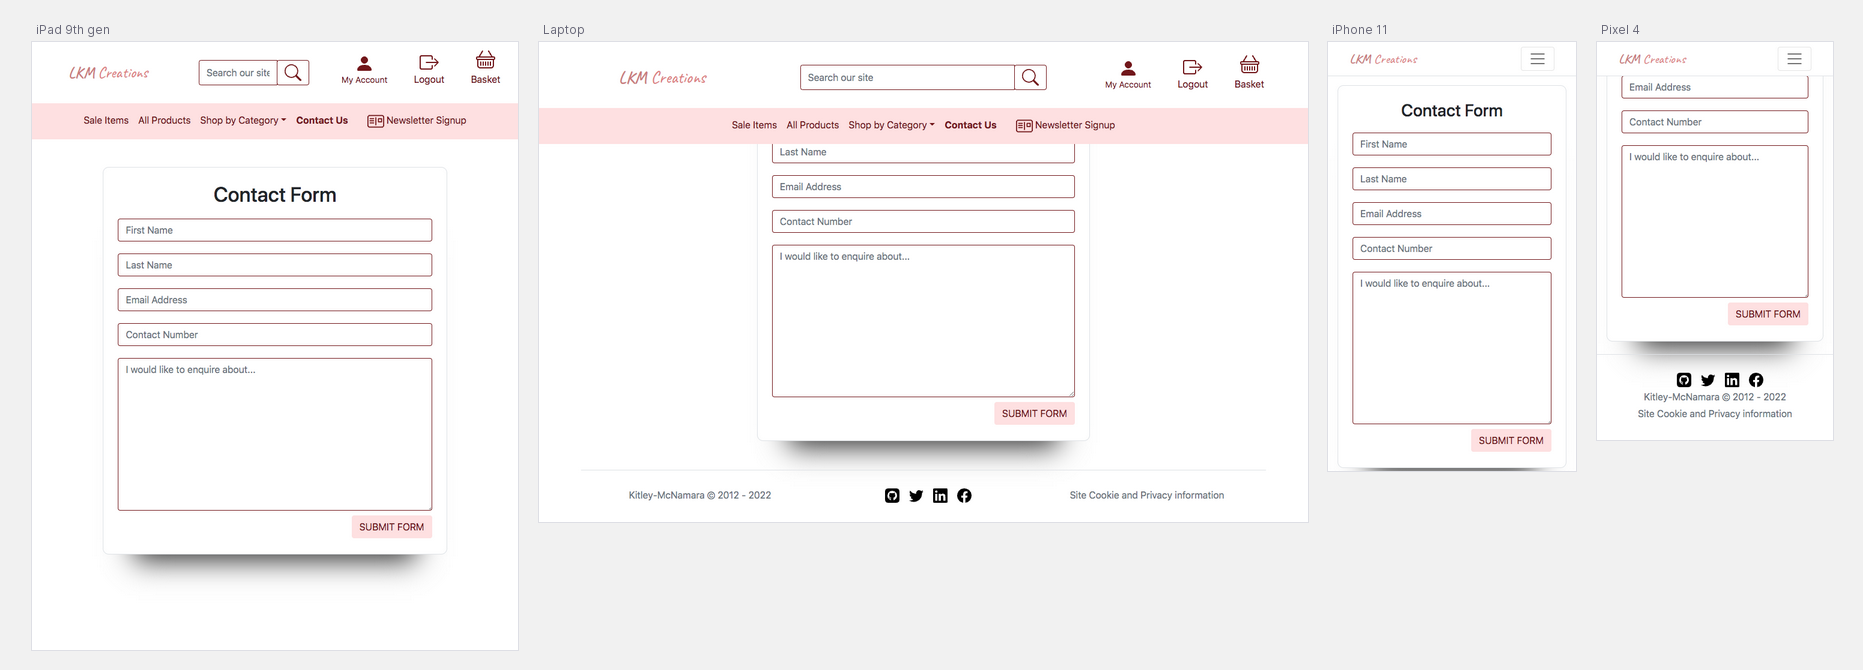 iPad 9th gen
LKM Creations
Search our site
My Account
Logout
Basket
Sale Items All Products Shop by Category Contact Us Newsletter Signup
Contact Form
First Name
Last Name
Email Address
Contact Number
I would like to enquire about...
SUBMIT FORM
Laptop
LKM Creations
Search our site
My Account
Logout
Basket
Sale Items All Products Shop by Category Contact Us Newsletter Signup
Last Name
Email Address
Contact Number
I would like to enquire about...
SUBMIT FORM
Kitley-McNamara © 2012 - 2022
Site Cookie and Privacy information
iPhone 11
LKM Creations
Contact Form
First Name
Last Name
Email Address
Contact Number
I would like to enquire about...
SUBMIT FORM
Pixel 4
LKM Creations
Email Address
Contact Number
I would like to enquire about...
SUBMIT FORM
Kitley-McNamara © 2012 - 2022
Site Cookie and Privacy information